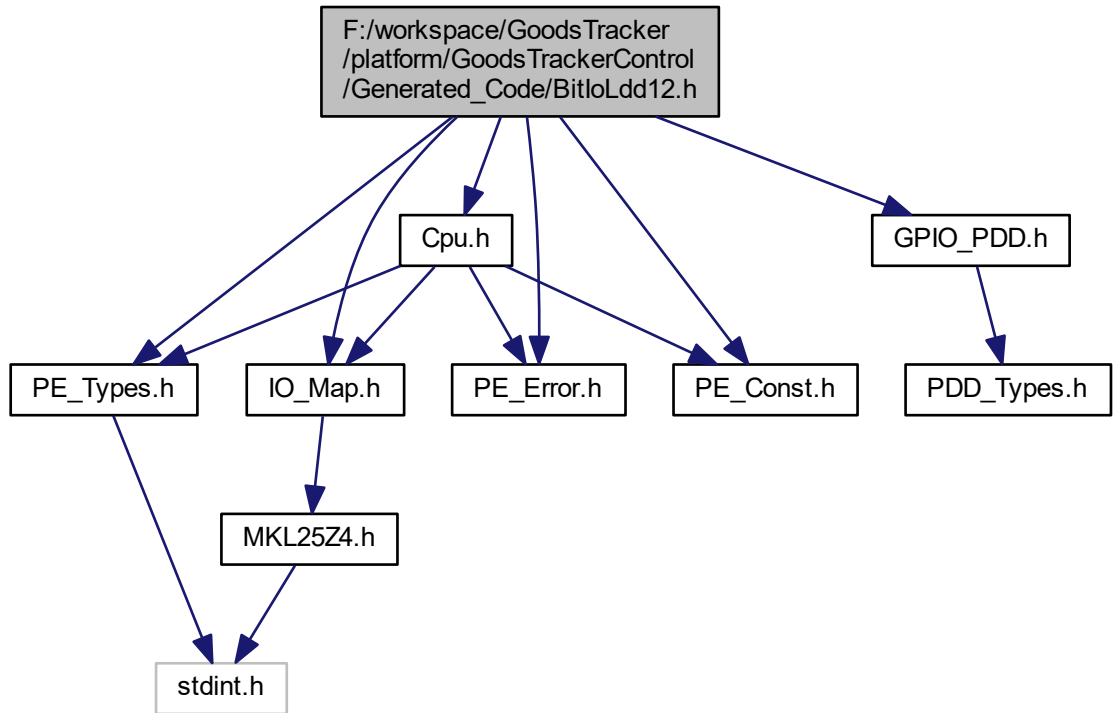 F:/workspace/GoodsTracker
/platform/GoodsTrackerControl
/Generated_Code/BitIoLdd12.h
Cpu.h
GPIO_PDD.h
PE_Types.h
IO_Map.h
PE_Error.h
PE_Const.h
PDD_Types.h
MKL25Z4.h
stdint.h